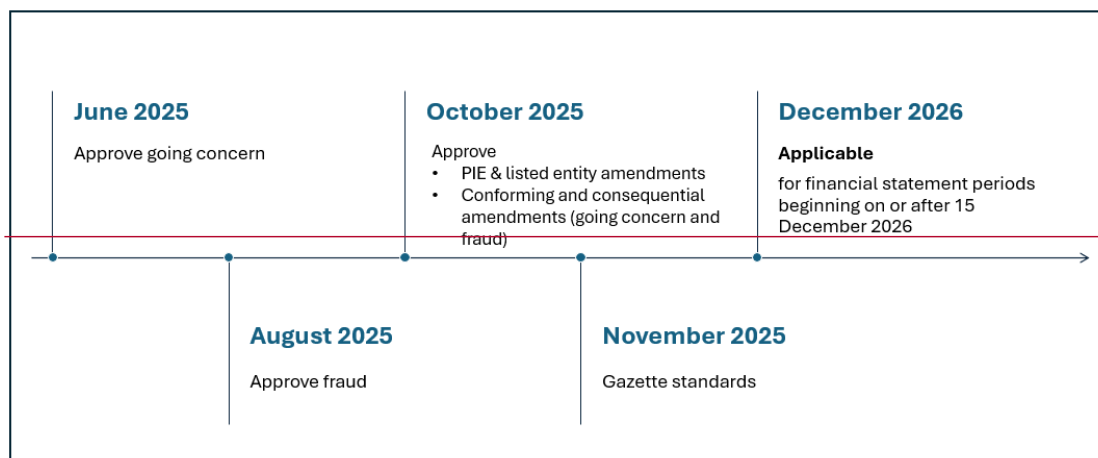 June 2025
Approve going concern
October 2025
Approve
• PIE & listed entity amendments
• Conforming and consequential
amendments (going concern and
fraud)
December 2026
Applicable
for financial statement periods
beginning on or after 15
December 2026
August 2025
Approve fraud
November 2025
Gazette standards